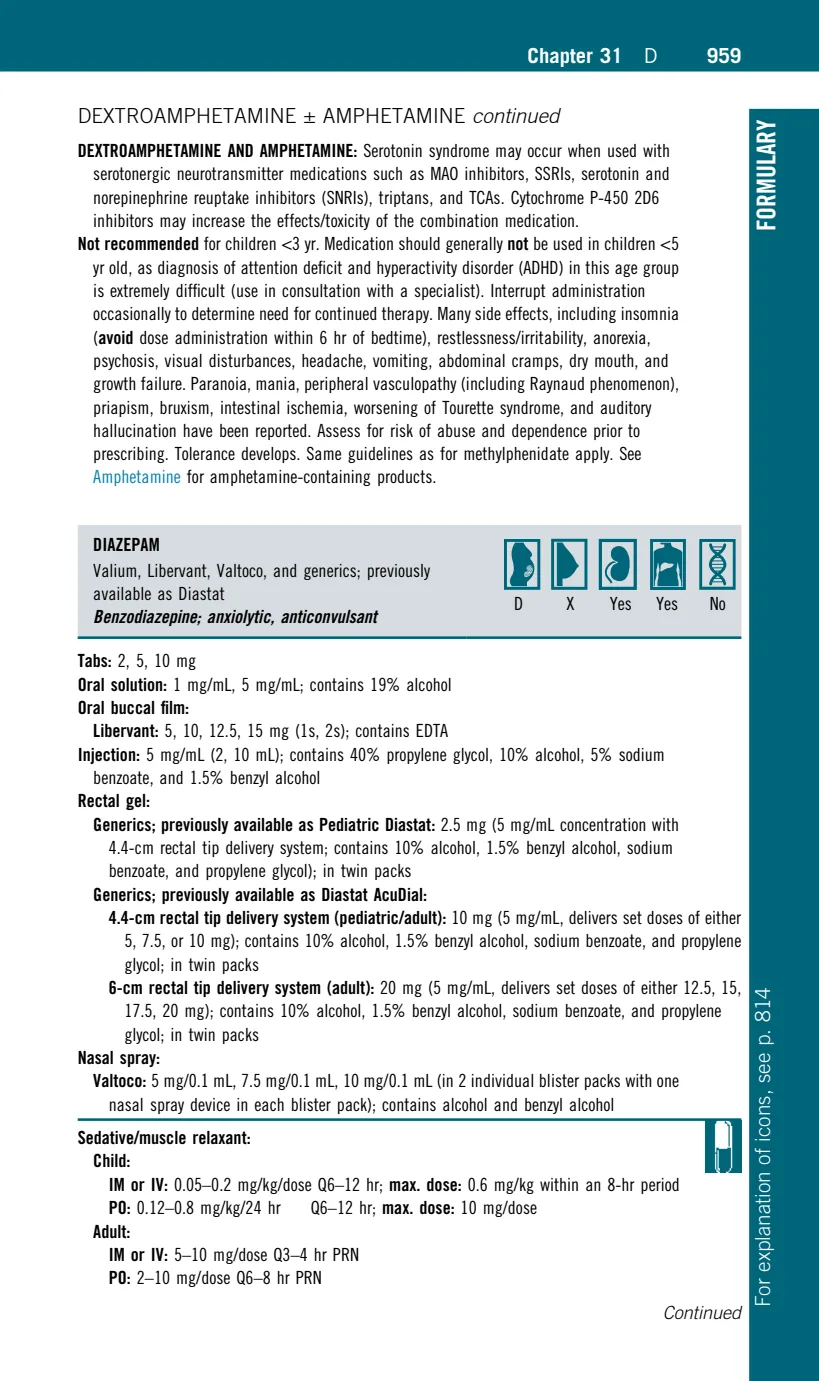 Chapter 31 D 959
DEXTROAMPHETAMINE ± AMPHETAMINE continued
DEXTROAMPHETAMINE AND AMPHETAMINE: Serotonin syndrome may occur when used with
serotonergic neurotransmitter medications such as MAO inhibitors, SSRIs, serotonin and
norepinephrine reuptake inhibitors (SNRIs), triptans, and TCAs. Cytochrome P-450 2D6
inhibitors may increase the effects/toxicity of the combination medication.
Not recommended for children <3 yr. Medication should generally not be used in children <5
yr old, as diagnosis of attention deficit and hyperactivity disorder (ADHD) in this age group
is extremely difficult (use in consultation with a specialist). Interrupt administration
occasionally to determine need for continued therapy. Many side effects, including insomnia
(avoid dose administration within 6 hr of bedtime), restlessness/irritability, anorexia,
psychosis, visual disturbances, headache, vomiting, abdominal cramps, dry mouth, and
growth failure. Paranoia, mania, peripheral vasculopathy (including Raynaud phenomenon),
priapism, bruxism, intestinal ischemia, worsening of Tourette syndrome, and auditory
hallucination have been reported. Assess for risk of abuse and dependence prior to
prescribing. Tolerance develops. Same guidelines as for methylphenidate apply. See
Amphetamine for amphetamine-containing products.
DIAZEPAM
Valium, Libervant, Valtoco, and generics; previously
available as Diastat
Benzodiazepine; anxiolytic, anticonvulsant
D X Yes Yes No
Tabs: 2, 5, 10 mg
Oral solution: 1 mg/mL, 5 mg/mL; contains 19% alcohol
Oral buccal film:
Libervant: 5, 10, 12.5, 15 mg (1s, 2s); contains EDTA
Injection: 5 mg/mL (2, 10 mL); contains 40% propylene glycol, 10% alcohol, 5% sodium
benzoate, and 1.5% benzyl alcohol
Rectal gel:
Generics; previously available as Pediatric Diastat: 2.5 mg (5 mg/mL concentration with
4.4-cm rectal tip delivery system; contains 10% alcohol, 1.5% benzyl alcohol, sodium
benzoate, and propylene glycol); in twin packs
Generics; previously available as Diastat AcuDial:
4.4-cm rectal tip delivery system (pediatric/adult): 10 mg (5 mg/mL, delivers set doses of either
5, 7.5, or 10 mg); contains 10% alcohol, 1.5% benzyl alcohol, sodium benzoate, and propylene
glycol; in twin packs
6-cm rectal tip delivery system (adult): 20 mg (5 mg/mL, delivers set doses of either 12.5, 15,
17.5, 20 mg); contains 10% alcohol, 1.5% benzyl alcohol, sodium benzoate, and propylene
glycol; in twin packs
Nasal spray:
Valtoco: 5 mg/0.1 mL, 7.5 mg/0.1 mL, 10 mg/0.1 mL (in 2 individual blister packs with one
nasal spray device in each blister pack); contains alcohol and benzyl alcohol
Sedative/muscle relaxant:
Child:
IM or IV: 0.05–0.2 mg/kg/dose Q6–12 hr; max. dose: 0.6 mg/kg within an 8-hr period
PO: 0.12–0.8 mg/kg/24 hr Q6–12 hr; max. dose: 10 mg/dose
Adult:
IM or IV: 5–10 mg/dose Q3–4 hr PRN
PO: 2–10 mg/dose Q6–8 hr PRN
Continued
FORMULARY
For explanation of icons, see p. 814